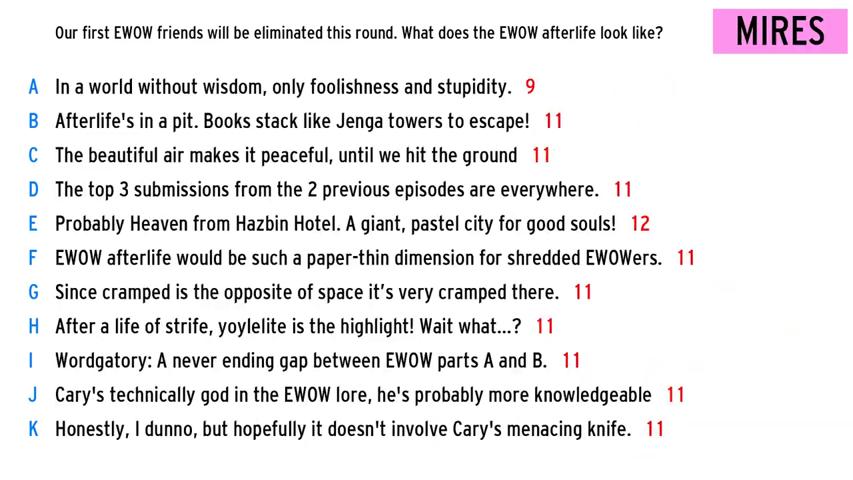 Our first EWOW friends will be eliminated this round. What does the EWOW afterlife look like?
MIRES
A In a world without wisdom, only foolishness and stupidity. 9
B Afterlife's in a pit. Books stack like Jenga towers to escape! 11
C The beautiful air makes it peaceful, until we hit the ground 11
D The top 3 submissions from the 2 previous episodes are everywhere. 11
E Probably Heaven from Hazbin Hotel. A giant, pastel city for good souls! 12
F EWOW afterlife would be such a paper-thin dimension for shredded EWOWers. 11
G Since cramped is the opposite of space it’s very cramped there. 11
H After a life of strife, yoylelite is the highlight! Wait what...? 11
I Wordgatory: A never ending gap between EWOW parts A and B. 11
J Cary's technically god in the EWOW lore, he's probably more knowledgeable 11
K Honestly, I dunno, but hopefully it doesn't involve Cary's menacing knife. 11